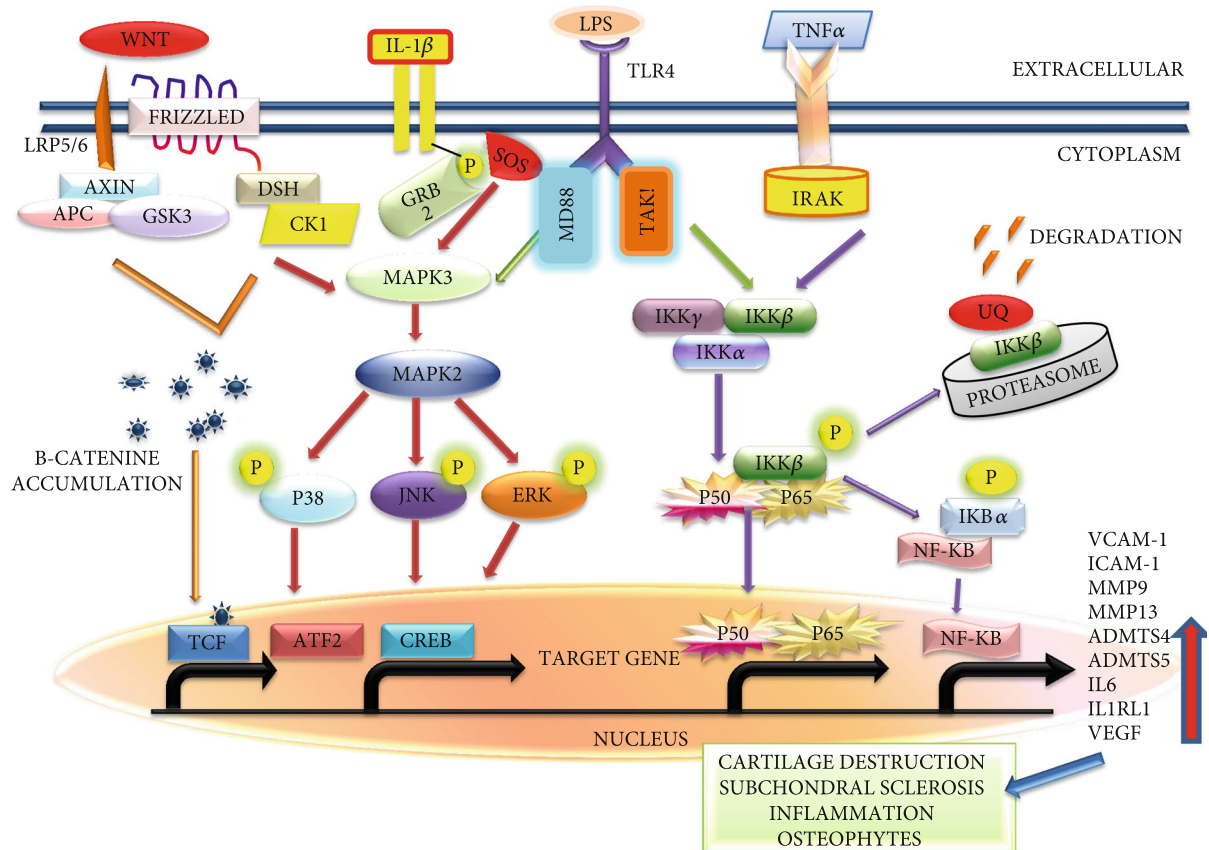 WNT
IL-1β
LPS
TNFα
TLR4
EXTRACELLULAR
FRIZZLED
LRP5/6
CYTOPLASM
P
SOS
AXIN
DSH
GRB
2
MD88
TAK!
IRAK
APC
GSK3
CK1
DEGRADATION
MAPK3
IKKγ
IKKβ
IKKα
UQ
IKKβ
PROTEASOME
MAPK2
B-CATENINE
ACCUMULATION
P
P38
P
JNK
P
ERK
P
IKKβ
P50
P65
P
IKBα
NF-KB
VCAM-1
ICAM-1
MMP9
MMP13
ADMTS4
ADMTS5
IL6
IL1RL1
VEGF
TCF
ATF2
CREB
TARGET GENE
P50
P65
NF-KB
NUCLEUS
CARTILAGE DESTRUCTION
SUBCHONDRAL SCLEROSIS
INFLAMMATION
OSTEOPHYTES